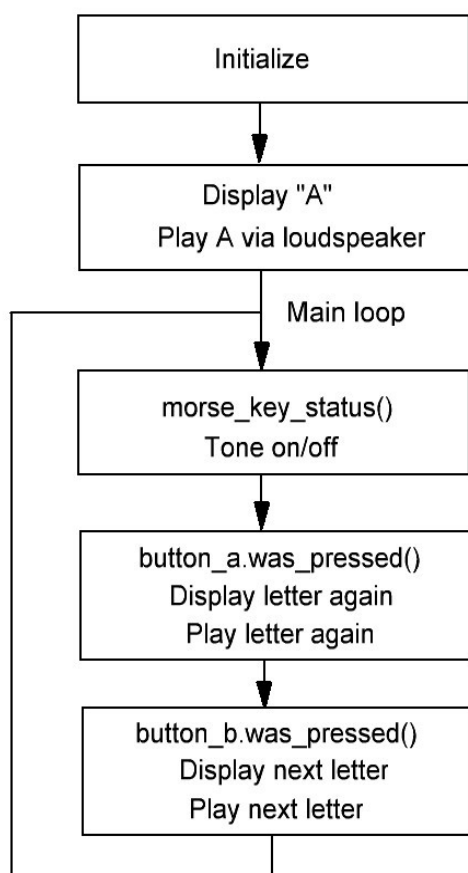 Initialize
Display "A"
Play A via loudspeaker
Main loop
morse_key_status()
Tone on/off
button_a.was_pressed()
Display letter again
Play letter again
button_b.was_pressed()
Display next letter
Play next letter